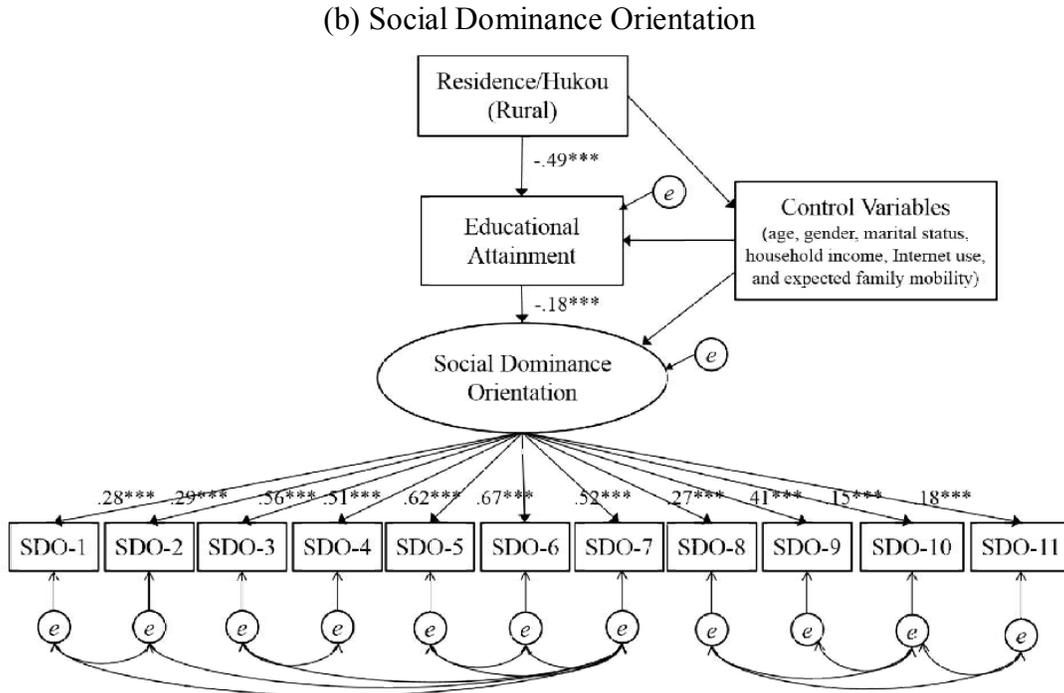 (b) Social Dominance Orientation
Residence/Hukou
(Rural)
-.49***
e
Educational
Attainment
Control Variables
(age, gender, marital status,
household income, Internet use,
and expected family mobility)
-.18***
Social Dominance
Orientation
e
.28*** .29*** .56*** .51*** .62*** .67*** .52*** .27*** .41*** .15*** .18***
SDO-1 SDO-2 SDO-3 SDO-4 SDO-5 SDO-6 SDO-7 SDO-8 SDO-9 SDO-10 SDO-11
e e e e e e e e e e e